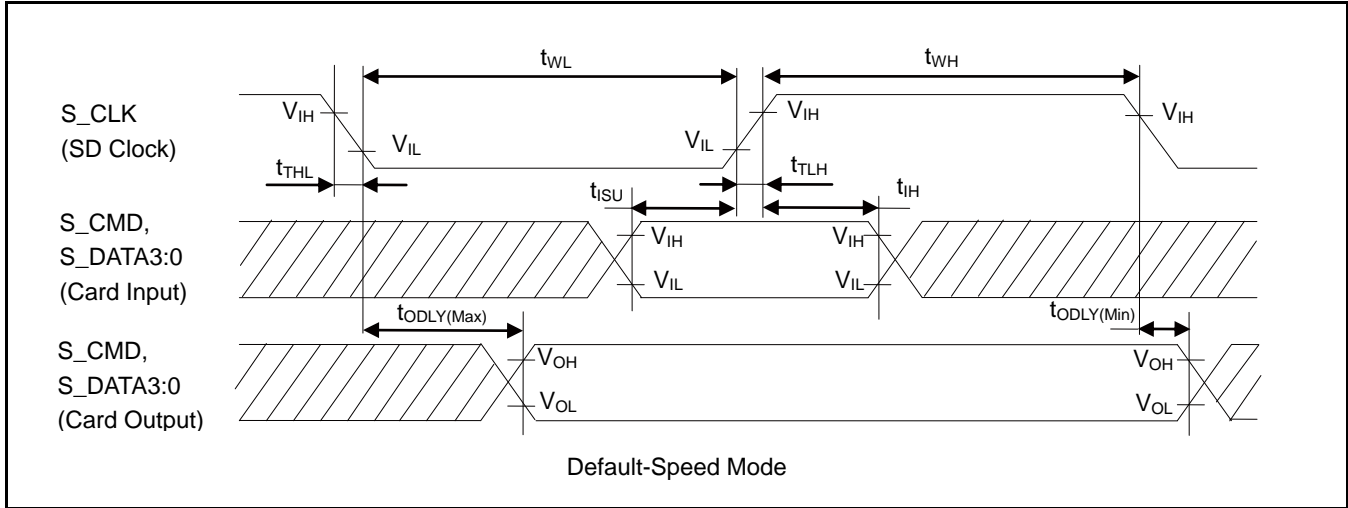 tWL
tWH
S_CLK
(SD Clock)
VIH
VIL
VIL
VIH
VIH
tTHL
tTLH
tISU
tIH
S_CMD,
S_DATA3:0
(Card Input)
VIH
VIL
VIH
VIL
tODLY(Max)
tODLY(Min)
S_CMD,
S_DATA3:0
(Card Output)
VOH
VOL
VOH
VOL
Default-Speed Mode